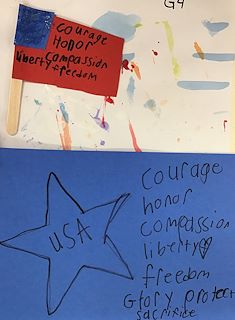 G4
Courage
Honor
liberty Compassion
freedom
USA
Courage
honor
compassion
liberty
freedom
Glory protect
sacrifice